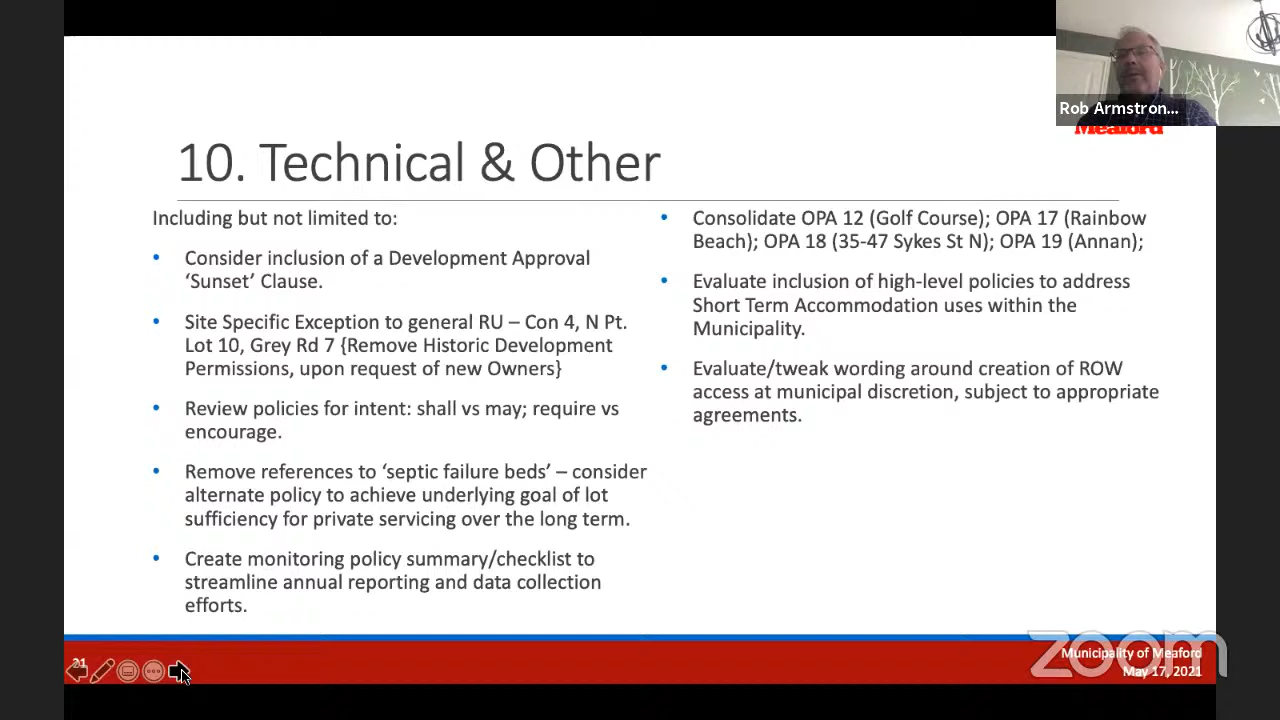 Rob Armstron...
Meaford
10. Technical & Other
Including but not limited to:
• Consider inclusion of a Development Approval
‘Sunset’ Clause.
• Site Specific Exception to general RU – Con 4, N Pt.
Lot 10, Grey Rd 7 {Remove Historic Development
Permissions, upon request of new Owners}
• Review policies for intent: shall vs may; require vs
encourage.
• Remove references to ‘septic failure beds’ – consider
alternate policy to achieve underlying goal of lot
sufficiency for private servicing over the long term.
• Create monitoring policy summary/checklist to
streamline annual reporting and data collection
efforts.
• Consolidate OPA 12 (Golf Course); OPA 17 (Rainbow
Beach); OPA 18 (35-47 Sykes St N); OPA 19 (Annan);
• Evaluate inclusion of high-level policies to address
Short Term Accommodation uses within the
Municipality.
• Evaluate/tweak wording around creation of ROW
access at municipal discretion, subject to appropriate
agreements.
21
Municipality of Meaford
May 17, 2021
zoom